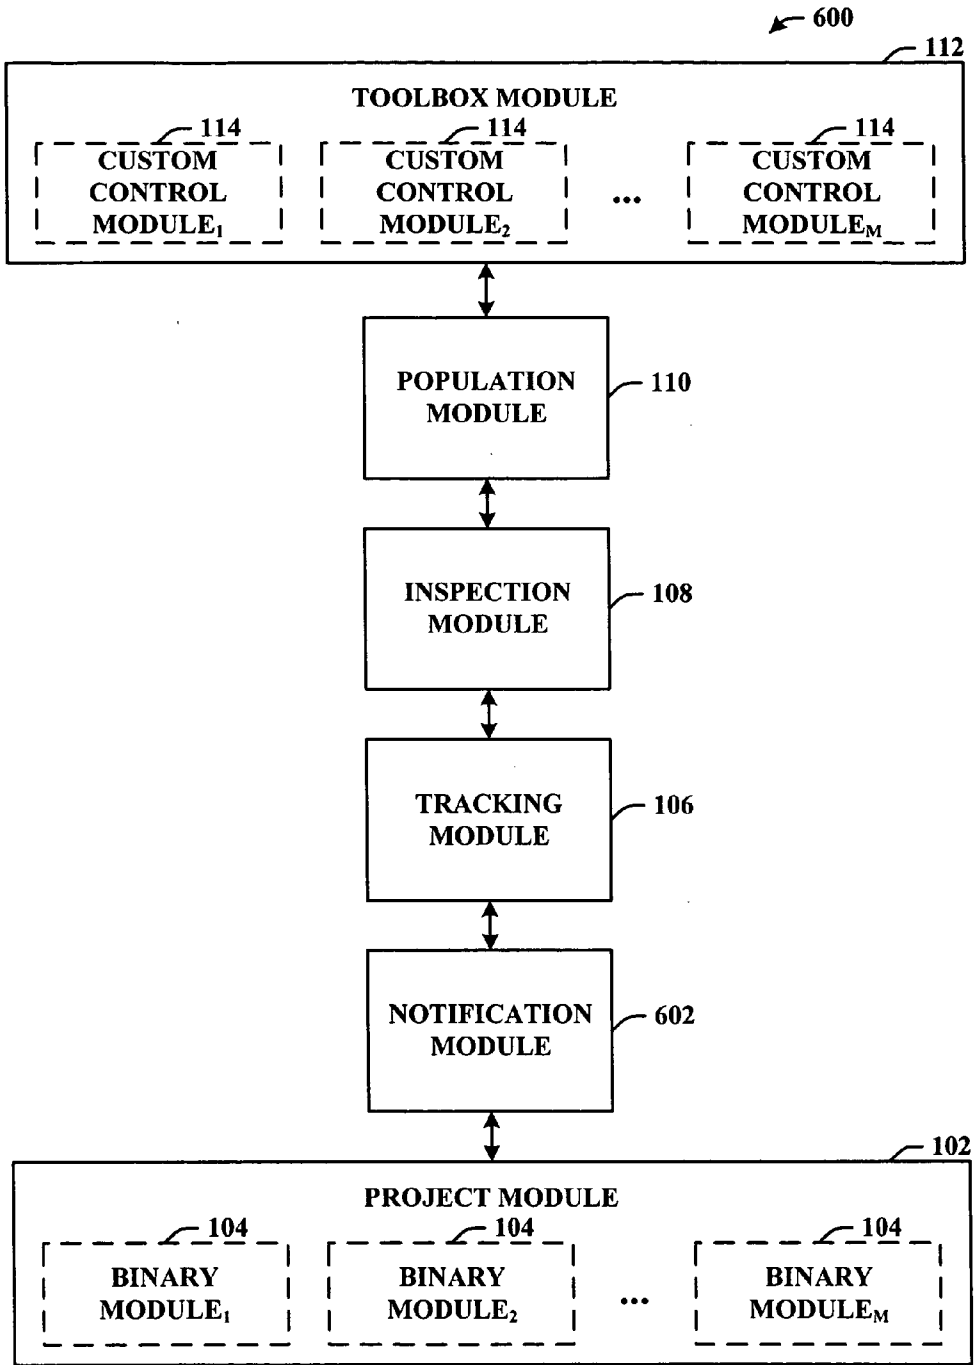 600
112
TOOLBOX MODULE
114
114
114
CUSTOM
CONTROL
MODULE₁
CUSTOM
CONTROL
MODULE₂
...
CUSTOM
CONTROL
MODULEM
POPULATION
MODULE
110
INSPECTION
MODULE
108
TRACKING
MODULE
106
NOTIFICATION
MODULE
602
102
PROJECT MODULE
104
104
104
BINARY
MODULE₁
BINARY
MODULE₂
...
BINARY
MODULEM